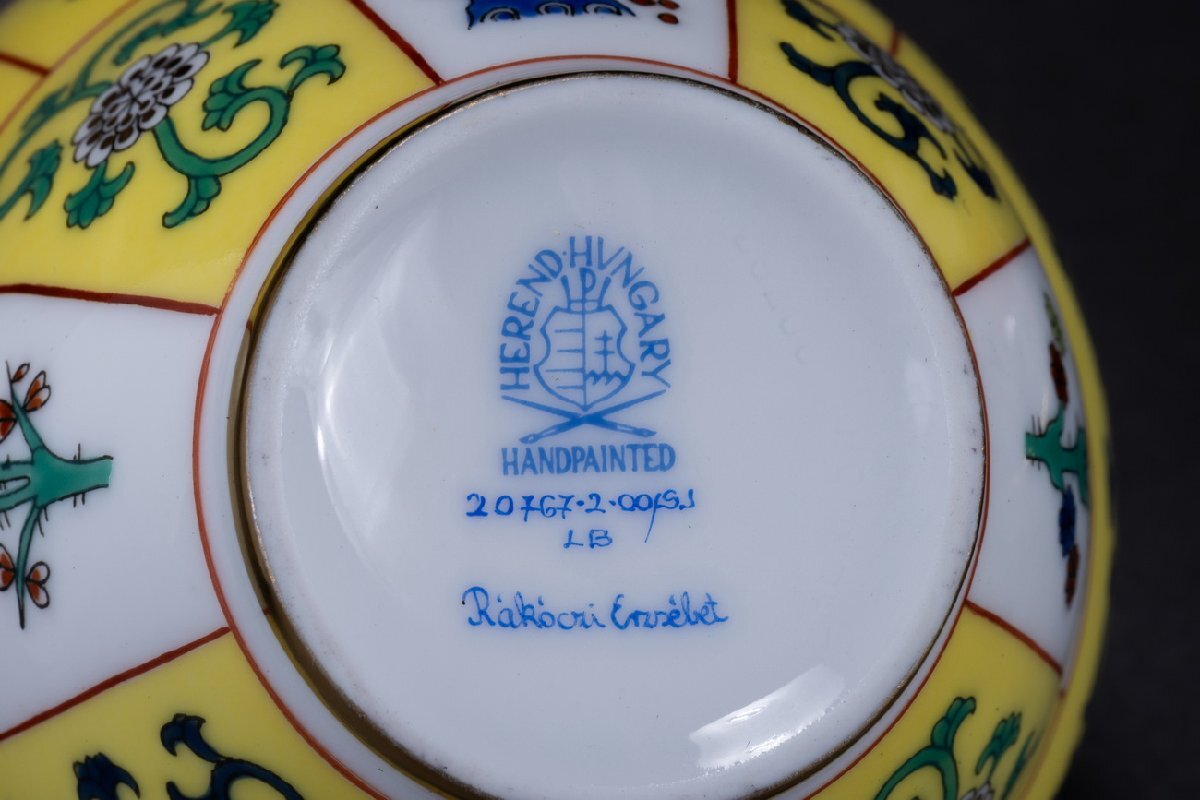 HEREND·HVNGARY
HANDPAINTED
20767·2·00/SJ
LB
Rákóczi Erzsébet